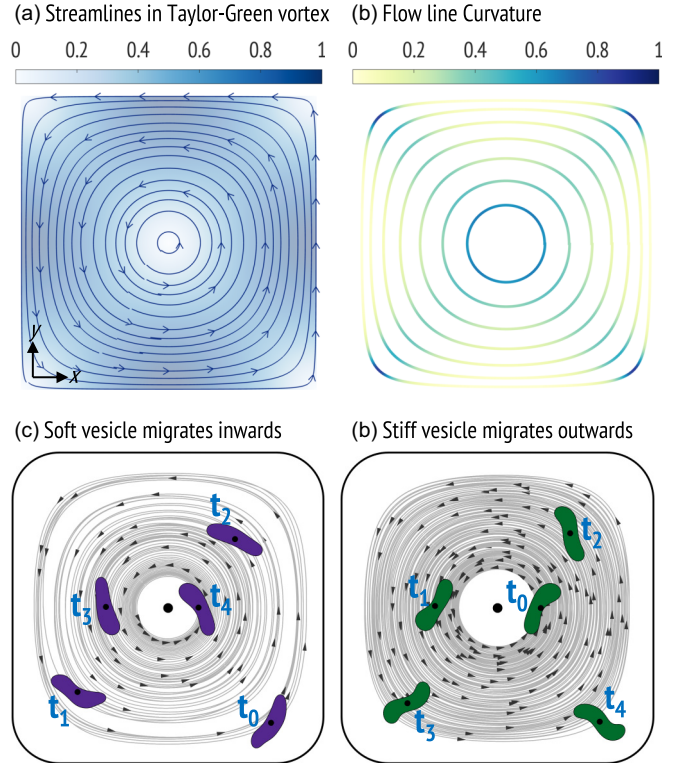 (a) Streamlines in Taylor-Green vortex
(b) Flow line Curvature
0 0.2 0.4 0.6 0.8 1
0 0.2 0.4 0.6 0.8 1
y
x
(c) Soft vesicle migrates inwards
(b) Stiff vesicle migrates outwards
t2
t3
t4
t1
t0
t2
t1
t0
t3
t4